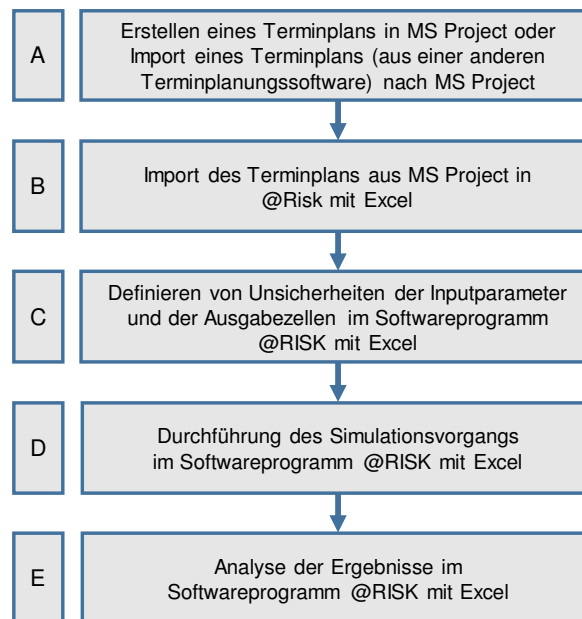 A
Erstellen eines Terminplans in MS Project oder
Import eines Terminplans (aus einer anderen
Terminplanungssoftware) nach MS Project
B
Import des Terminplans aus MS Project in
@Risk mit Excel
C
Definieren von Unsicherheiten der Inputparameter
und der Ausgabezellen im Softwareprogramm
@RISK mit Excel
D
Durchführung des Simulationsvorgangs
im Softwareprogramm @RISK mit Excel
E
Analyse der Ergebnisse im
Softwareprogramm @RISK mit Excel